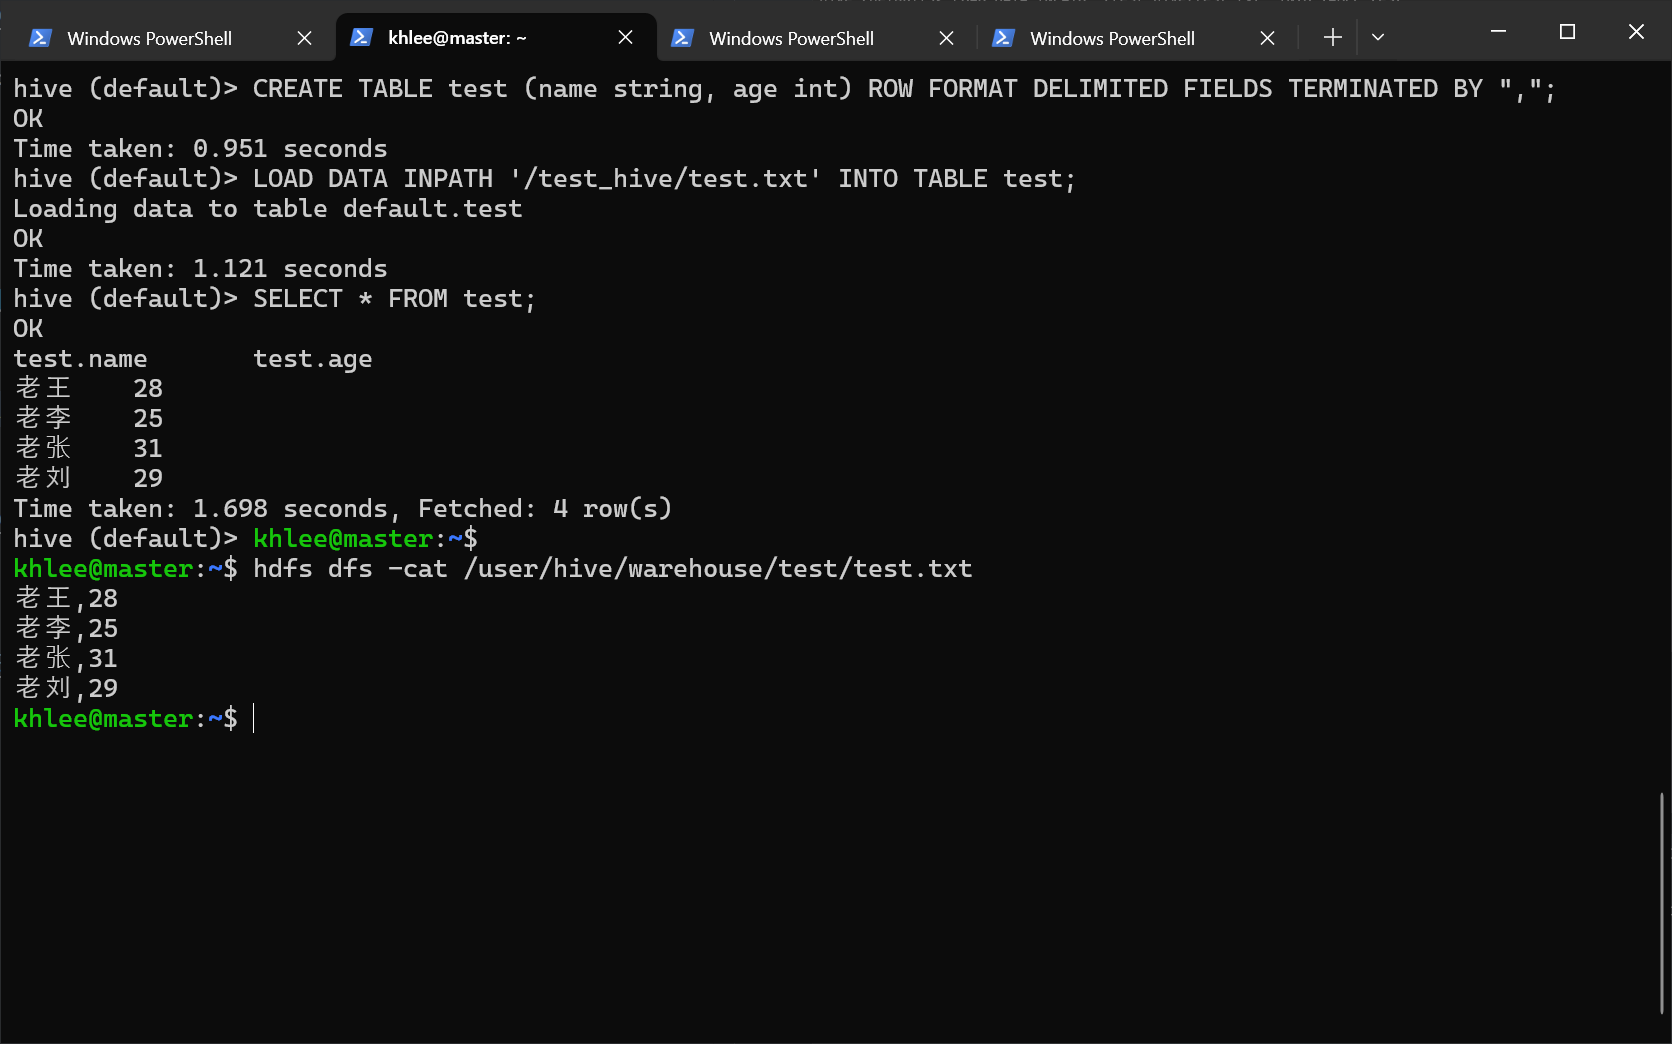 Windows PowerShell
khlee@master: ~
Windows PowerShell
Windows PowerShell
hive (default)> CREATE TABLE test (name string, age int) ROW FORMAT DELIMITED FIELDS TERMINATED BY ",";
OK
Time taken: 0.951 seconds
hive (default)> LOAD DATA INPATH '/test_hive/test.txt' INTO TABLE test;
Loading data to table default.test
OK
Time taken: 1.121 seconds
hive (default)> SELECT * FROM test;
OK
test.name       test.age
老王    28
老李    25
老张    31
老刘    29
Time taken: 1.698 seconds, Fetched: 4 row(s)
hive (default)> khlee@master:~$
khlee@master:~$ hdfs dfs -cat /user/hive/warehouse/test/test.txt
老王,28
老李,25
老张,31
老刘,29
khlee@master:~$